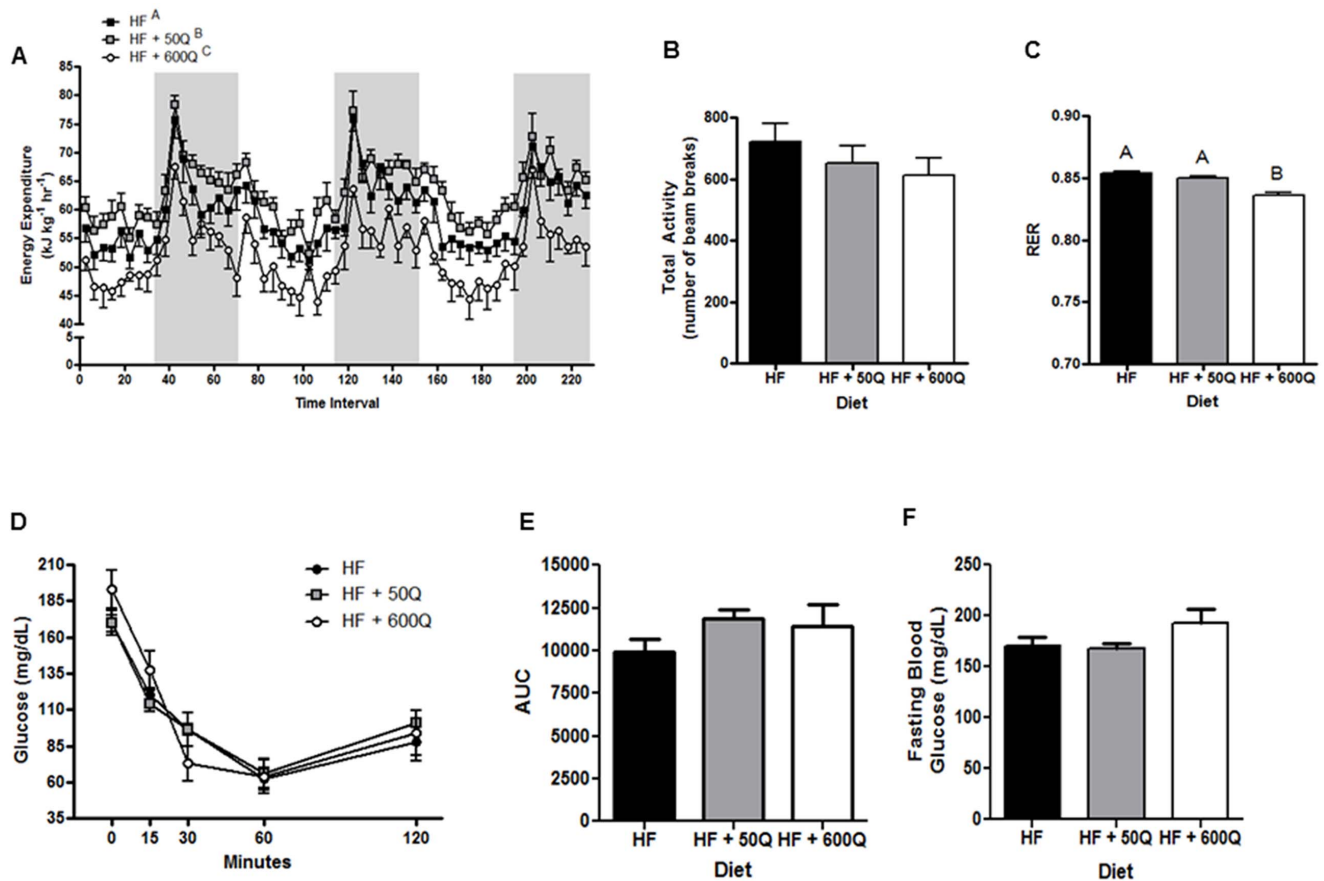 A
HF A
HF + 50Q B
HF + 600Q C
Energy Expenditure
(kJ kg-1 hr-1)
85
80
75
70
65
60
55
50
45
40
5
0
0 20 40 60 80 100 120 140 160 180 200 220
Time Interval
B
Total Activity
(number of beam breaks)
800
600
400
200
0
HF HF + 50Q HF + 600Q
Diet
C
RER
0.90
0.85
0.80
0.75
0.70
A A B
HF HF + 50Q HF + 600Q
Diet
D
HF
HF + 50Q
HF + 600Q
Glucose (mg/dL)
210
185
160
135
110
85
60
35
0 15 30 60 120
Minutes
E
AUC
15000
12500
10000
7500
5000
2500
0
HF HF + 50Q HF + 600Q
Diet
F
Fasting Blood
Glucose (mg/dL)
250
200
150
100
50
0
HF HF + 50Q HF + 600Q
Diet